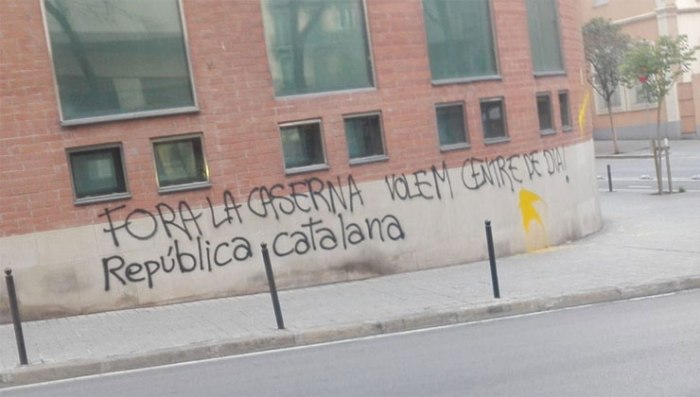 FORA LA CASERNA VOLEM CENTRE DE DIA!
República catalana